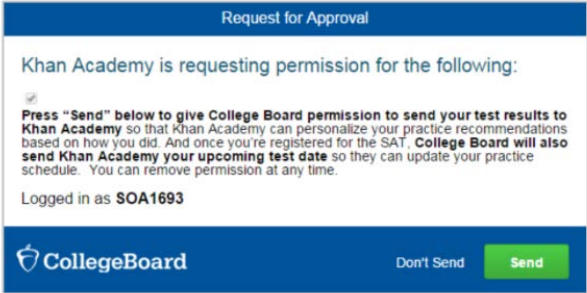 Request for Approval
Khan Academy is requesting permission for the following:
Press “Send” below to give College Board permission to send your test results to
Khan Academy so that Khan Academy can personalize your practice recommendations
based on how you did. And once you’re registered for the SAT, College Board will also
send Khan Academy your upcoming test date so they can update your practice
schedule. You can remove permission at any time.
Logged in as SOA1693
CollegeBoard
Don't Send
Send